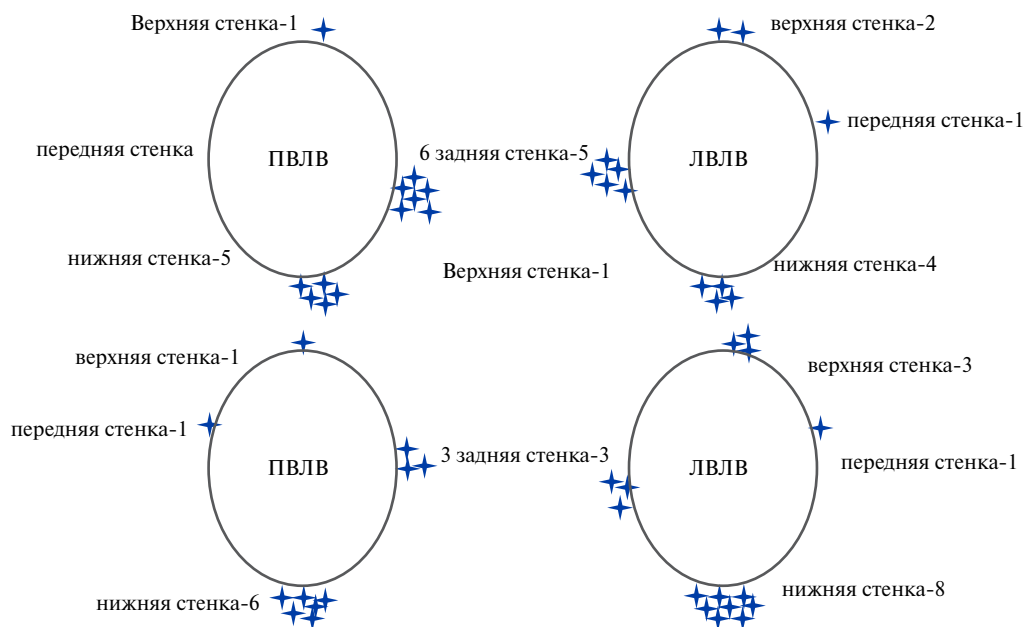 Верхняя стенка-1
верхняя стенка-2
передняя стенка-1
передняя стенка
ПВЛВ
6 задняя стенка-5
ЛВЛВ
нижняя стенка-5
Верхняя стенка-1
нижняя стенка-4
верхняя стенка-1
верхняя стенка-3
передняя стенка-1
ПВЛВ
3 задняя стенка-3
ЛВЛВ
передняя стенка-1
нижняя стенка-6
нижняя стенка-8